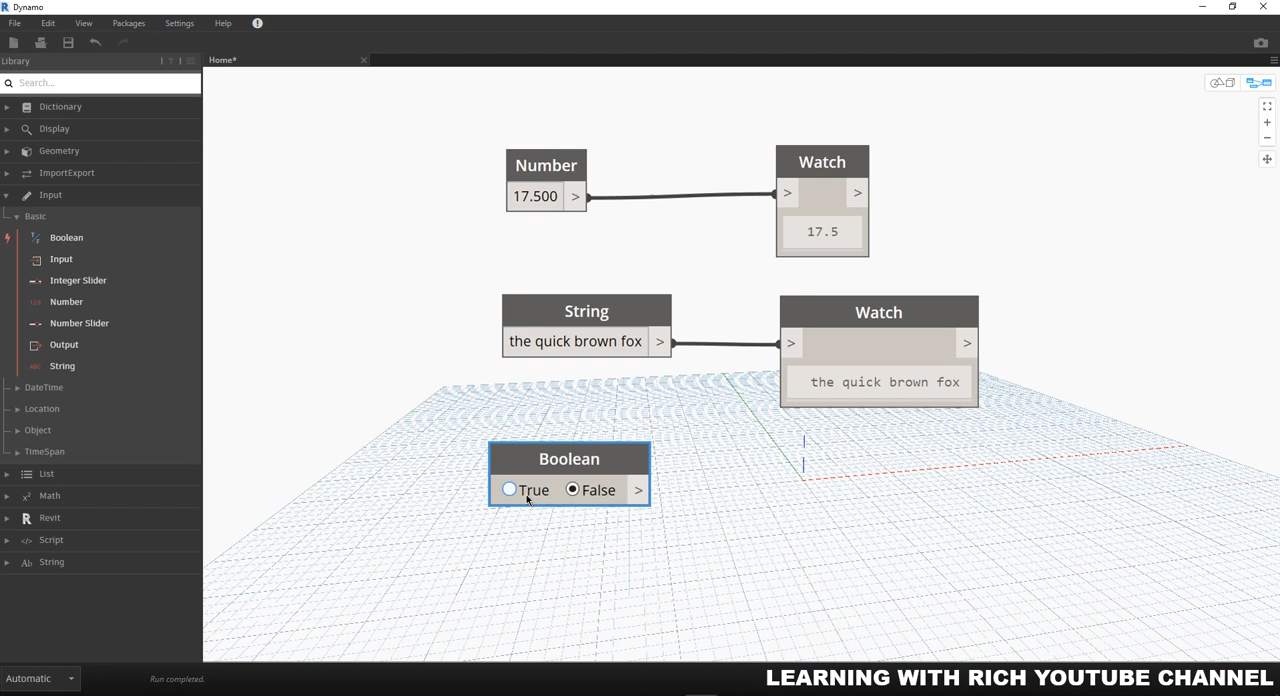 Dynamo
File Edit View Packages Settings Help
Library
Home*
Search...
Dictionary
Display
Geometry
ImportExport
Input
Basic
Boolean
Input
Integer Slider
Number
Number Slider
Output
String
DateTime
Location
Object
TimeSpan
List
Math
Revit
Script
String
Number
17.500 >
Watch
> >
17.5
String
the quick brown fox >
Watch
> >
the quick brown fox
Boolean
True False >
Automatic
Run completed.
LEARNING WITH RICH YOUTUBE CHANNEL